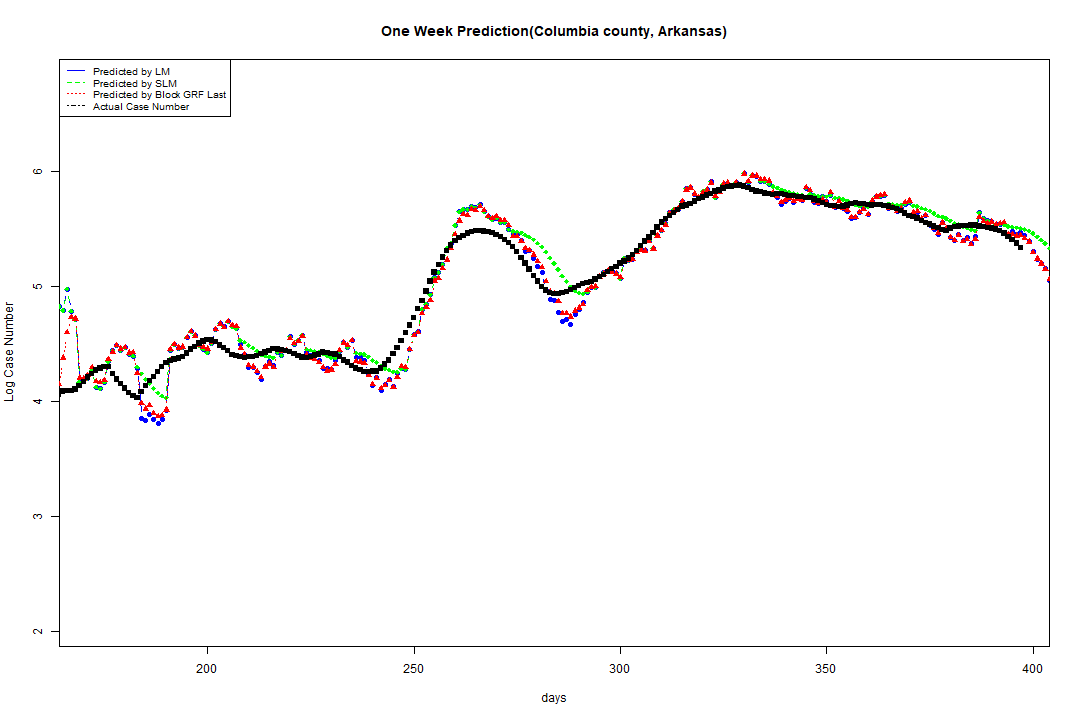 One Week Prediction(Columbia county, Arkansas)
Predicted by LM
Predicted by SLM
Predicted by Block GRF Last
Actual Case Number
6
5
4
3
2
Log Case Number
200 250 300 350 400
days